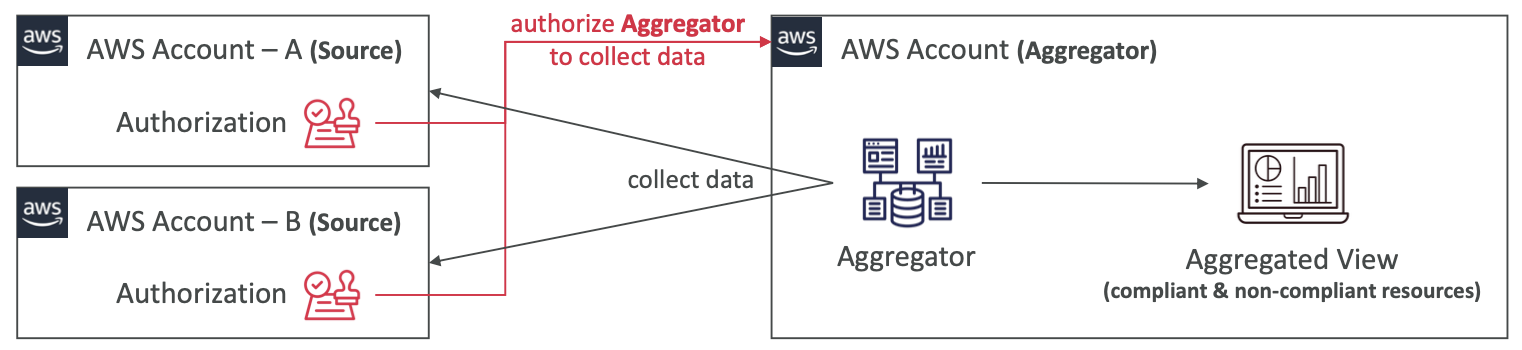 aws
AWS Account – A (Source)
Authorization
aws
AWS Account – B (Source)
Authorization
authorize Aggregator
to collect data
collect data
aws
AWS Account (Aggregator)
Aggregator
Aggregated View
(compliant & non-compliant resources)